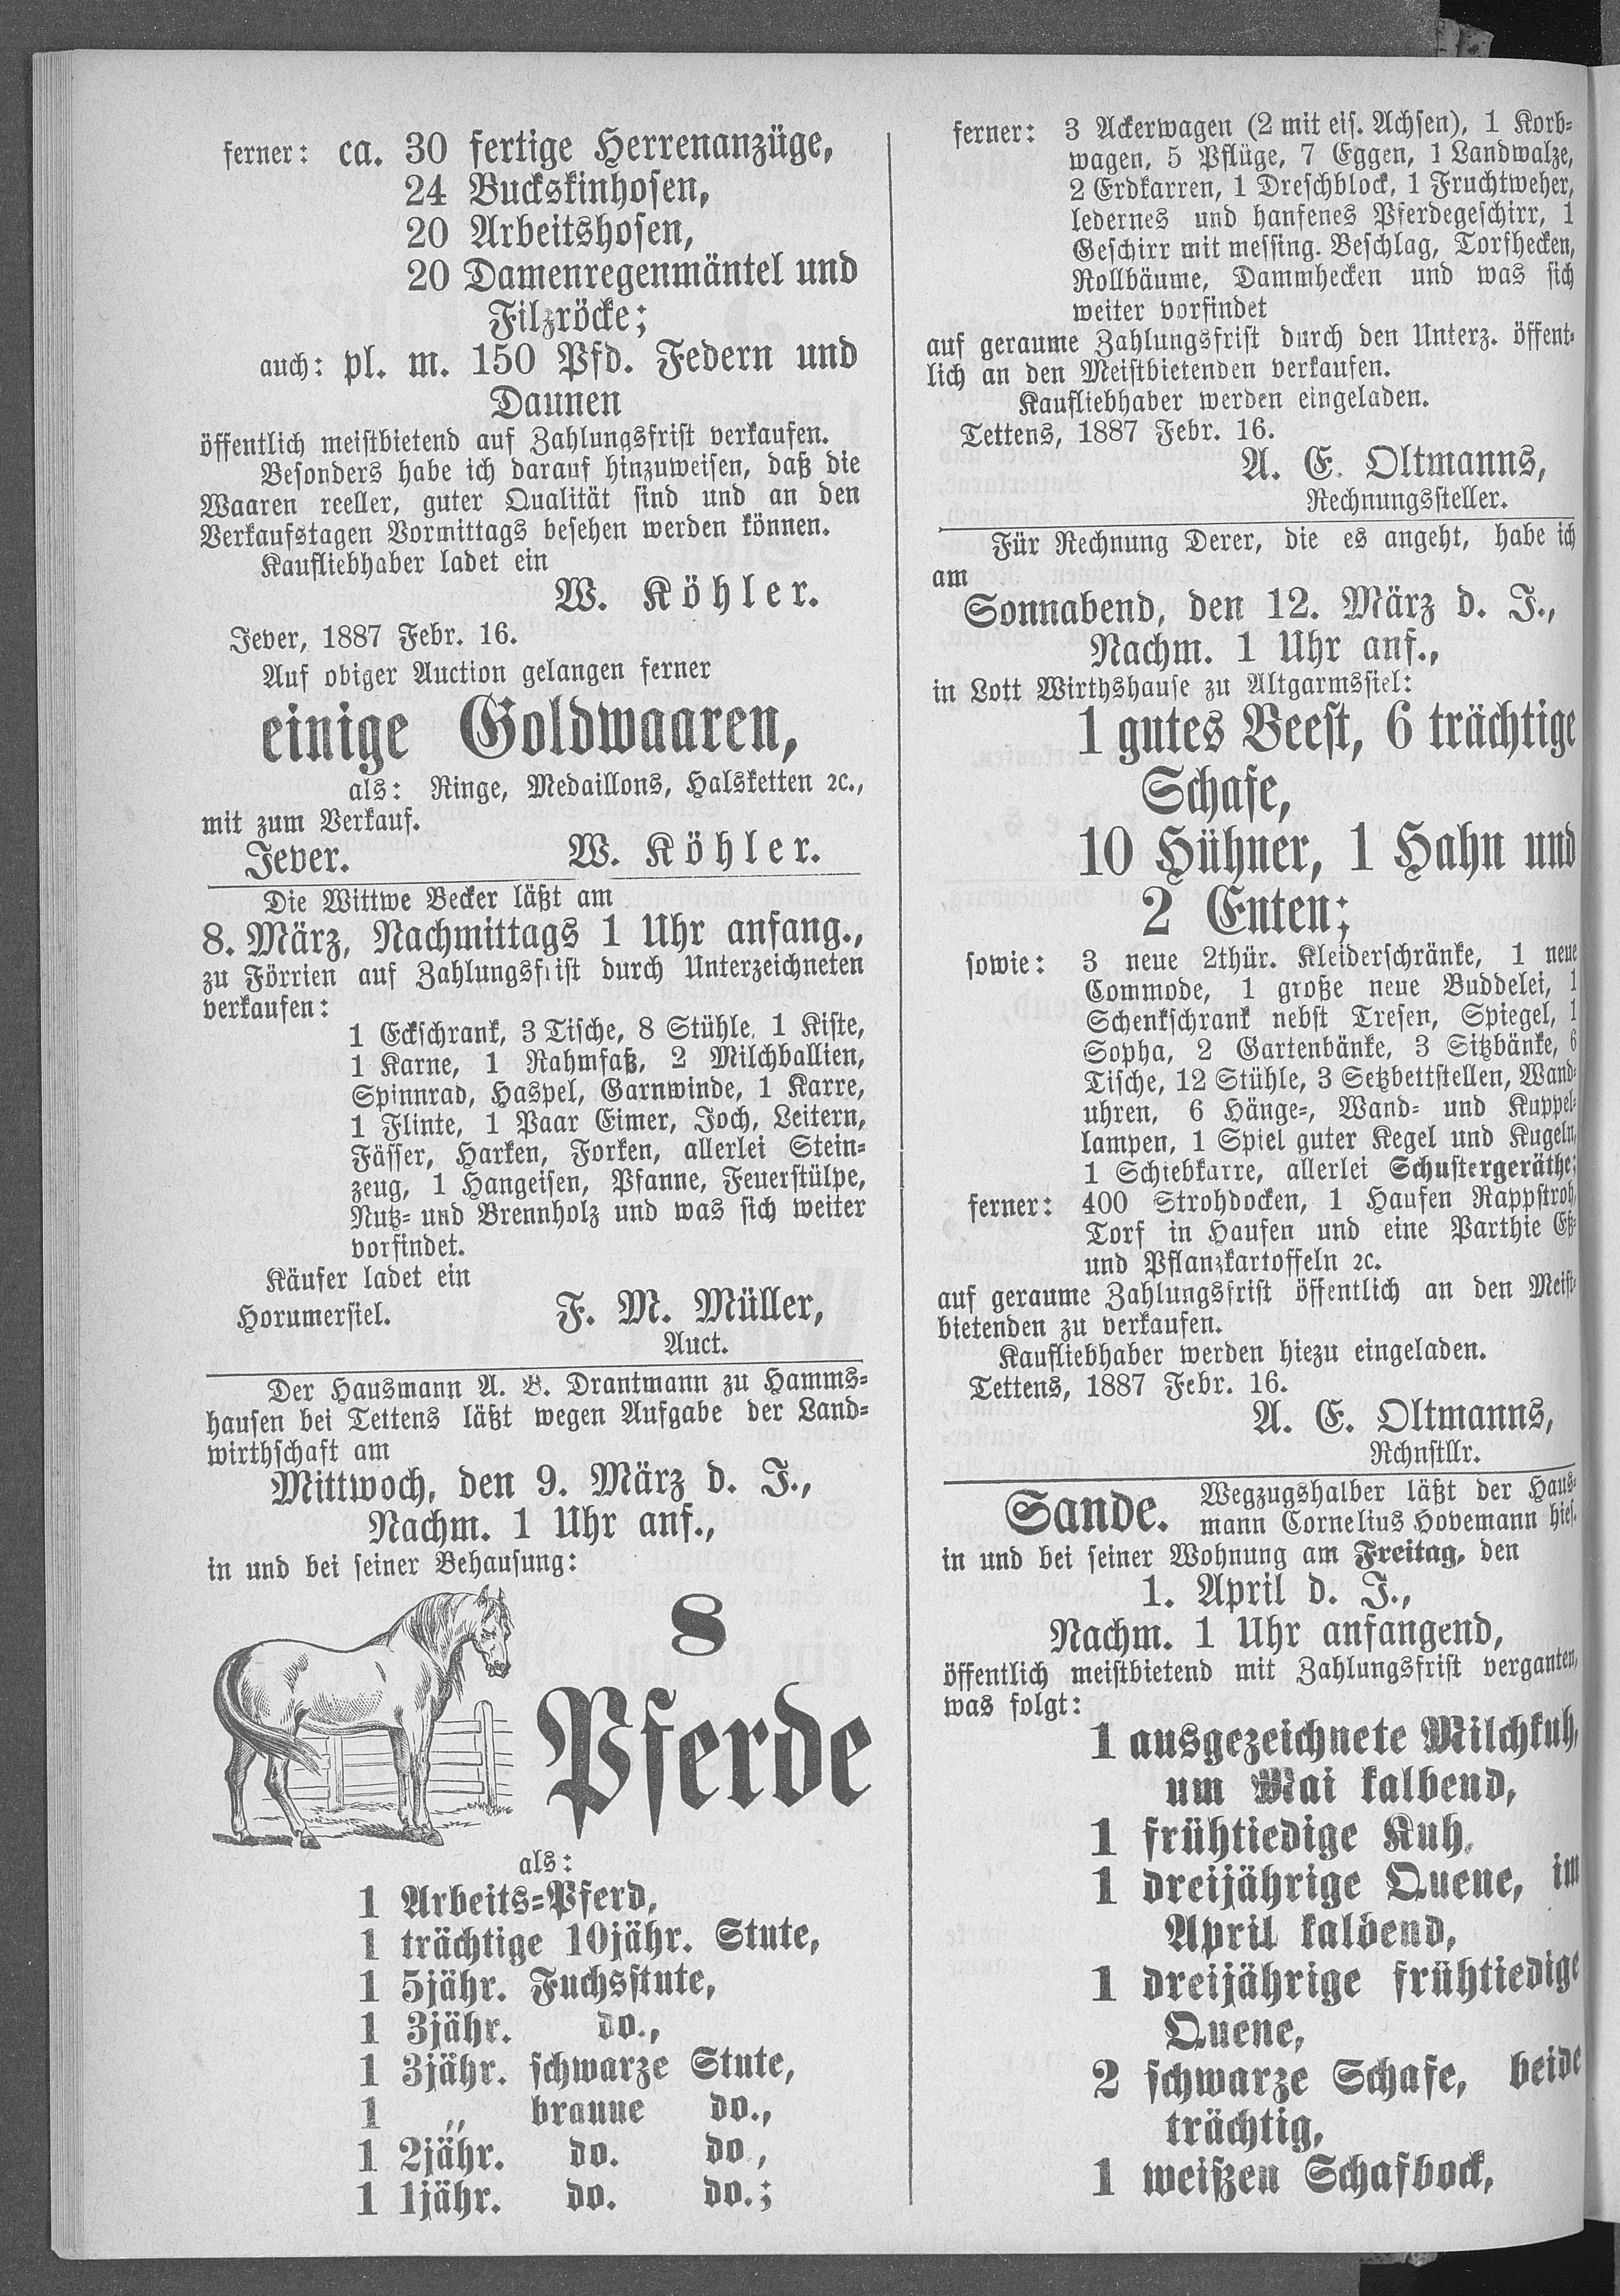 ferner: ca. 30 fertige Herrenanzüge,
24 Buckskinhosen,
20 Arbeitshosen,
20 Damenregenmäntel und
Filzröcke;
auch: pl. m. 150 Pfd. Federn und
Daunen
öffentlich meistbietend auf Zahlungsfrist verkaufen.
Besonders habe ich darauf hinzuweisen, daß die
Waaren reeller, guter Qualität sind und an den
Verkaufstagen Vormittags besehen werden können.
Kaufliebhaber ladet ein
W. Köhler.
Jever, 1887 Febr. 16.
Auf obiger Auction gelangen ferner
einige Goldwaaren,
als: Ringe, Medaillons, Halsketten ꝛc.,
mit zum Verkauf.
Jever. W. Köhler.
Die Wittwe Becker läßt am
8. März, Nachmittags 1 Uhr anfang.,
zu Förrien auf Zahlungsfrist durch Unterzeichneten
verkaufen:
1 Eckschrank, 3 Tische, 8 Stühle, 1 Kiste,
1 Karne, 1 Rahmfaß, 2 Milchballien,
Spinnrad, Haspel, Garnwinde, 1 Karre,
1 Flinte, 1 Paar Eimer, Joch, Leitern,
Fässer, Harken, Forken, allerlei Stein-
zeug, 1 Hangeisen, Pfanne, Feuerstülpe,
Nutz- und Brennholz und was sich weiter
vorfindet.
Käufer ladet ein
Horumersiel. F. M. Müller,
Auct.
Der Hausmann A. B. Drantmann zu Hamms-
hausen bei Tettens läßt wegen Aufgabe der Land-
wirthschaft am
Mittwoch, den 9. März d. J.,
Nachm. 1 Uhr anf.,
in und bei seiner Behausung:
8
Pferde
als:
1 Arbeits-Pferd,
1 trächtige 10jähr. Stute,
1 5jähr. Fuchsstute,
1 3jähr. do.,
1 3jähr. schwarze Stute,
1 „ braune do.,
1 2jähr. do. do.,
1 1jähr. do. do.;
ferner: 3 Ackerwagen (2 mit eis. Achsen), 1 Korb-
wagen, 5 Pflüge, 7 Eggen, 1 Landwalze,
2 Erdkarren, 1 Dreschblock, 1 Fruchtweher,
ledernes und hanfenes Pferdegeschirr, 1
Geschirr mit messing. Beschlag, Torfhecken,
Rollbäume, Dammhecken und was sich
weiter vorfindet
auf geraume Zahlungsfrist durch den Unterz. öffent-
lich an den Meistbietenden verkaufen.
Kaufliebhaber werden eingeladen.
Tettens, 1887 Febr. 16.
A. E. Oltmanns,
Rechnungssteller.
Für Rechnung Derer, die es angeht, habe ich
am
Sonnabend, den 12. März d. J.,
Nachm. 1 Uhr anf.,
in Lott Wirthshause zu Altgarmssiel:
1 gutes Beest, 6 trächtige
Schafe,
10 Hühner, 1 Hahn und
2 Enten;
sowie: 3 neue 2thür. Kleiderschränke, 1 neue
Commode, 1 große neue Buddelei, 1
Schenkschrank nebst Tresen, Spiegel, 1
Sopha, 2 Gartenbänke, 3 Sitzbänke, 6
Tische, 12 Stühle, 3 Setzbettstellen, Wand-
uhren, 6 Hänge-, Wand- und Kuppel-
lampen, 1 Spiel guter Kegel und Kugeln,
1 Schiebkarre, allerlei Schustergeräthe;
ferner: 400 Strohdocken, 1 Haufen Rappstroh,
Torf in Haufen und eine Parthie Eß-
und Pflanzkartoffeln ꝛc.
auf geraume Zahlungsfrist öffentlich an den Meist-
bietenden zu verkaufen.
Kaufliebhaber werden hiezu eingeladen.
Tettens, 1887 Febr. 16.
A. E. Oltmanns,
Rchnstllr.
Sande. Wegzugshalber läßt der Haus-
mann Cornelius Hovemann hies.
in und bei seiner Wohnung am Freitag, den
1. April d. J.,
Nachm. 1 Uhr anfangend,
öffentlich meistbietend mit Zahlungsfrist verganten,
was folgt:
1 ausgezeichnete Milchkuh,
um Mai kalbend,
1 frühtiedige Kuh,
1 dreijährige Quene, im
April kalbend,
1 dreijährige frühtiedige
Quene,
2 schwarze Schafe, beide
trächtig,
1 weißen Schafbock,